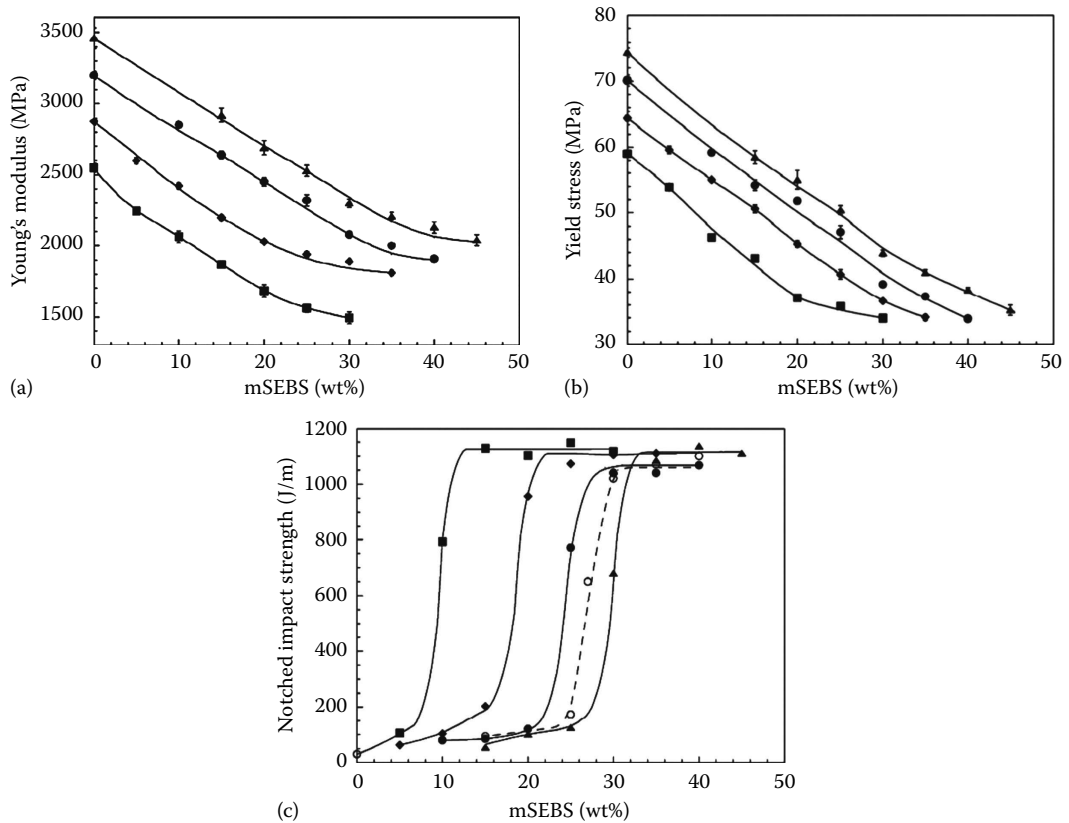 3500
3000
2500
2000
1500
Young's modulus (MPa)
0 10 20 30 40 50
mSEBS (wt%)
(a)
80
70
60
50
40
30
Yield stress (MPa)
0 10 20 30 40 50
mSEBS (wt%)
(b)
1200
1000
800
600
400
200
0
Notched impact strength (J/m)
0 10 20 30 40 50
mSEBS (wt%)
(c)